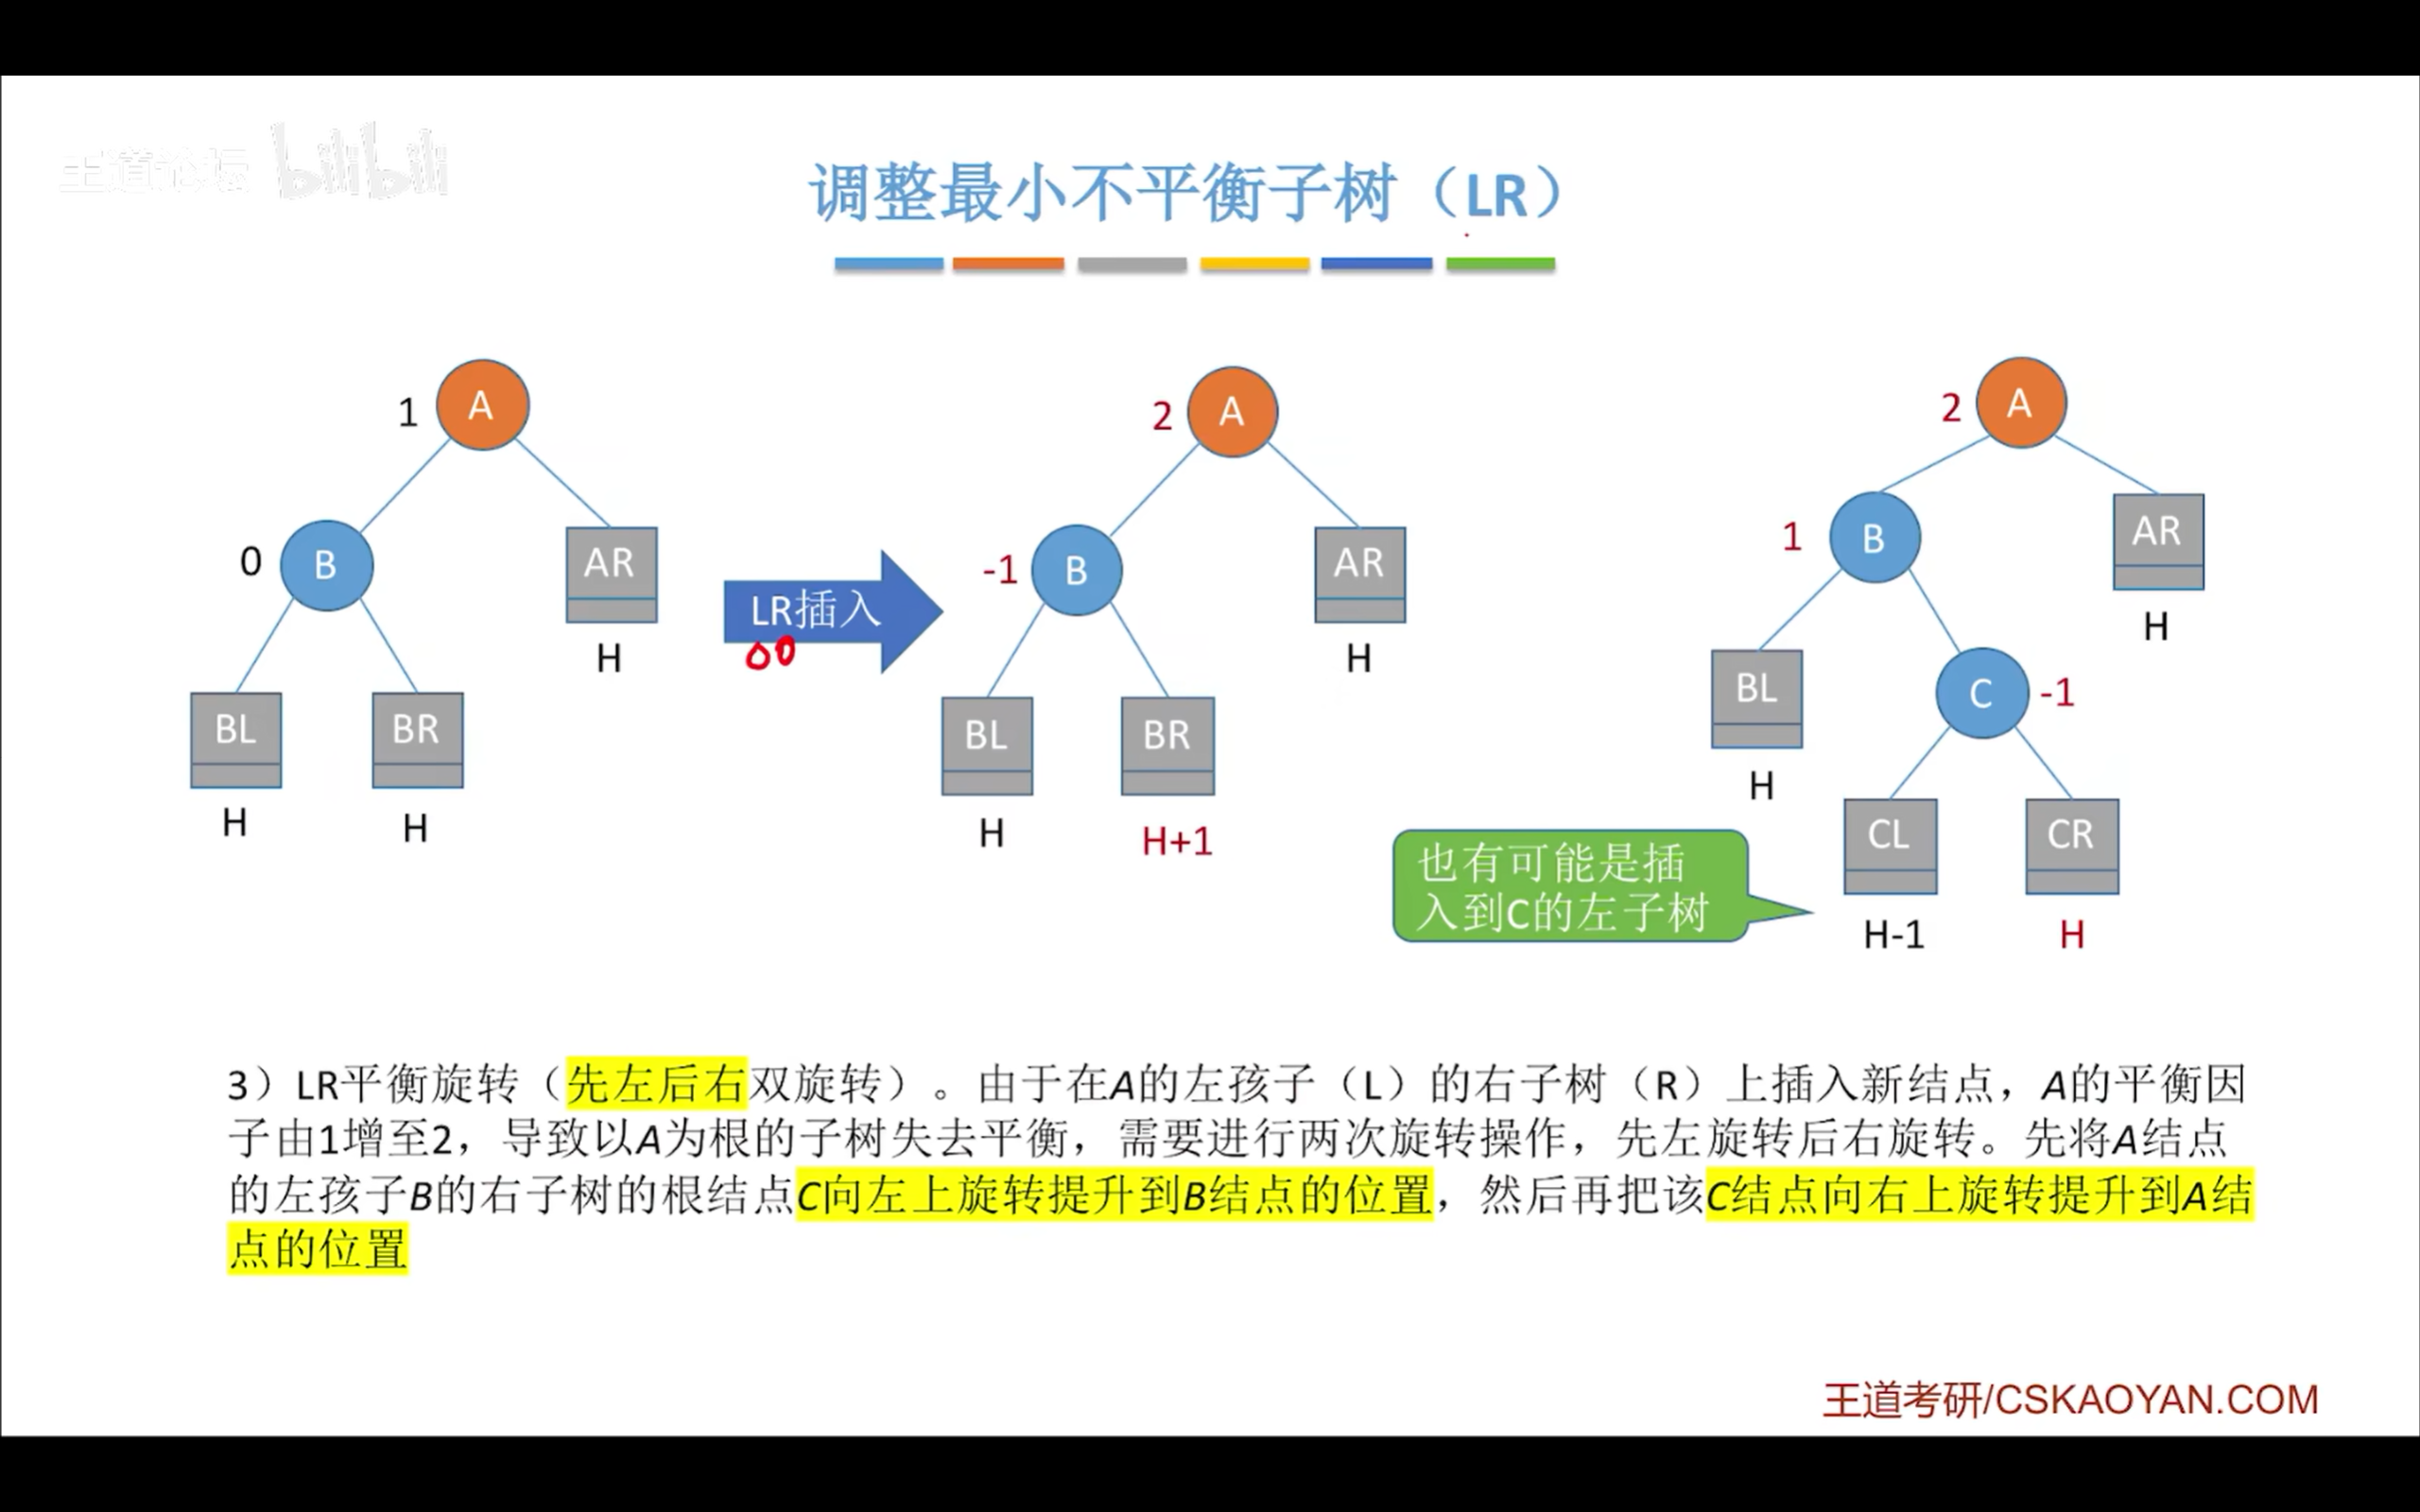 王道论坛 bilibili
调整最小不平衡子树（LR）
1 A
0 B
AR
H
BL BR
H H
LR插入
2 A
-1 B
AR
H
BL BR
H H+1
2 A
1 B
AR
H
BL
H
C -1
CL CR
H-1 H
也有可能是插
入到C的左子树
3）LR平衡旋转（先左后右双旋转）。由于在A的左孩子（L）的右子树（R）上插入新结点，A的平衡因
子由1增至2，导致以A为根的子树失去平衡，需要进行两次旋转操作，先左旋转后右旋转。先将A结点
的左孩子B的右子树的根结点C向左上旋转提升到B结点的位置，然后再把该C结点向右上旋转提升到A结
点的位置
王道考研/CSKAOYAN.COM